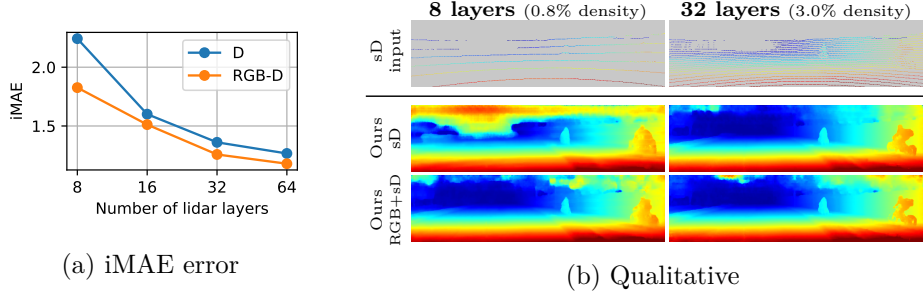 8 layers (0.8% density)
32 layers (3.0% density)
iMAE
2.0
1.5
D
RGB-D
8
16
32
64
Number of lidar layers
(a) iMAE error
sD
input
Ours
sD
Ours
RGB+sD
(b) Qualitative